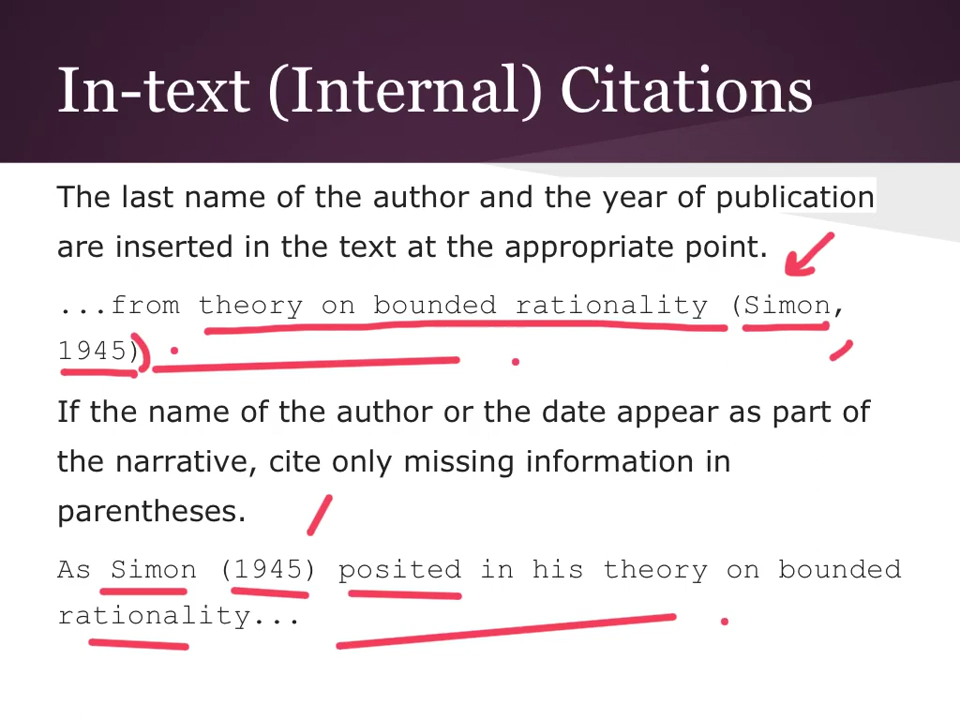 In-text (Internal) Citations
The last name of the author and the year of publication
are inserted in the text at the appropriate point.
...from theory on bounded rationality (Simon,
1945)
If the name of the author or the date appear as part of
the narrative, cite only missing information in
parentheses.
As Simon (1945) posited in his theory on bounded
rationality...